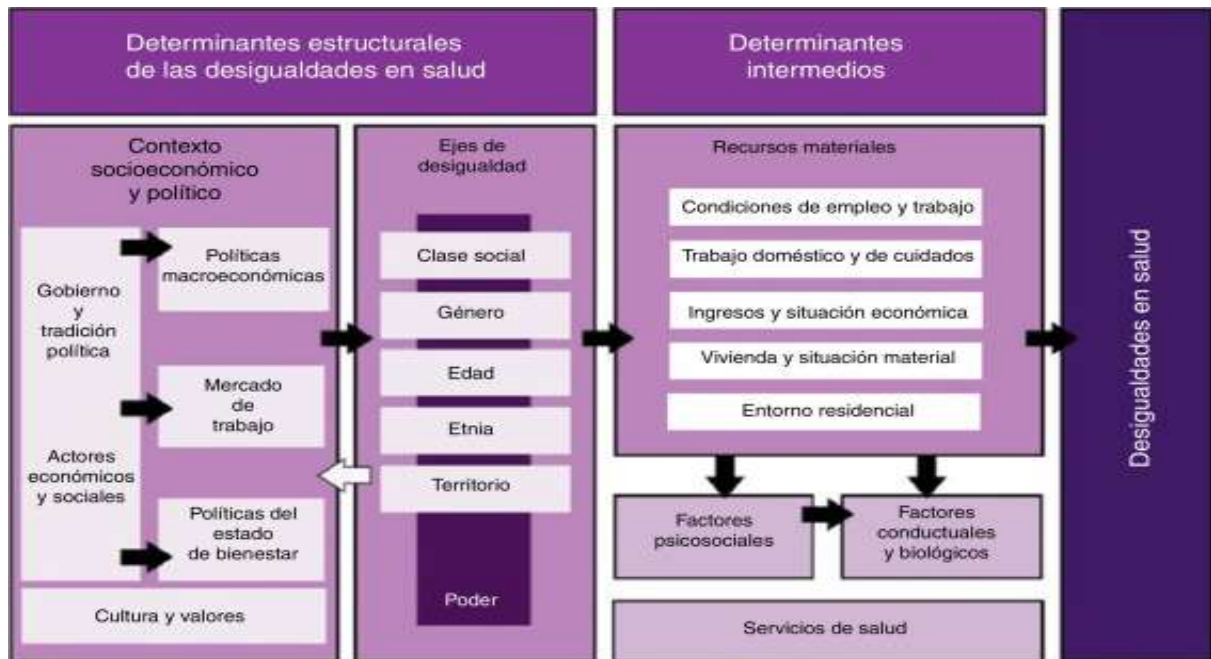 Determinantes estructurales
de las desigualdades en salud
Determinantes
intermedios
Contexto
socioeconómico
y político
Gobierno
y
tradición
política
Actores
económicos
y sociales
Políticas
macroeconómicas
Mercado
de
trabajo
Políticas del
estado
de bienestar
Cultura y valores
Ejes de
desigualdad
Clase social
Género
Edad
Etnia
Territorio
Poder
Recursos materiales
Condiciones de empleo y trabajo
Trabajo doméstico y de cuidados
Ingresos y situación económica
Vivienda y situación material
Entorno residencial
Factores
psicosociales
Factores
conductuales
y biológicos
Servicios de salud
Desigualdades en salud